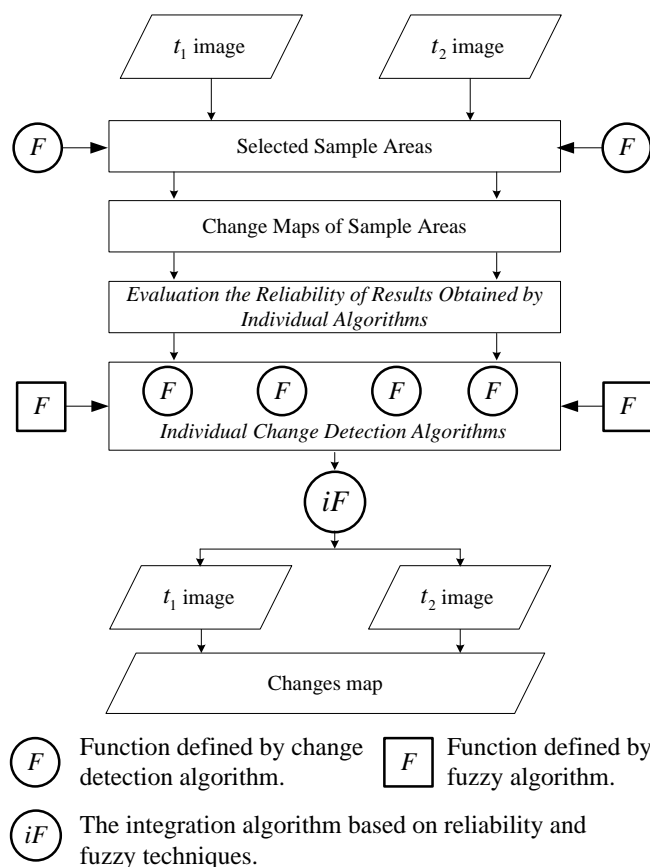 t₁ image
t₂ image
F
Selected Sample Areas
F
Change Maps of Sample Areas
Evaluation the Reliability of Results Obtained by
Individual Algorithms
F F F F
F
Individual Change Detection Algorithms
F
iF
t₁ image
t₂ image
Changes map
F
Function defined by change
detection algorithm.
F
Function defined by
fuzzy algorithm.
iF
The integration algorithm based on reliability and
fuzzy techniques.